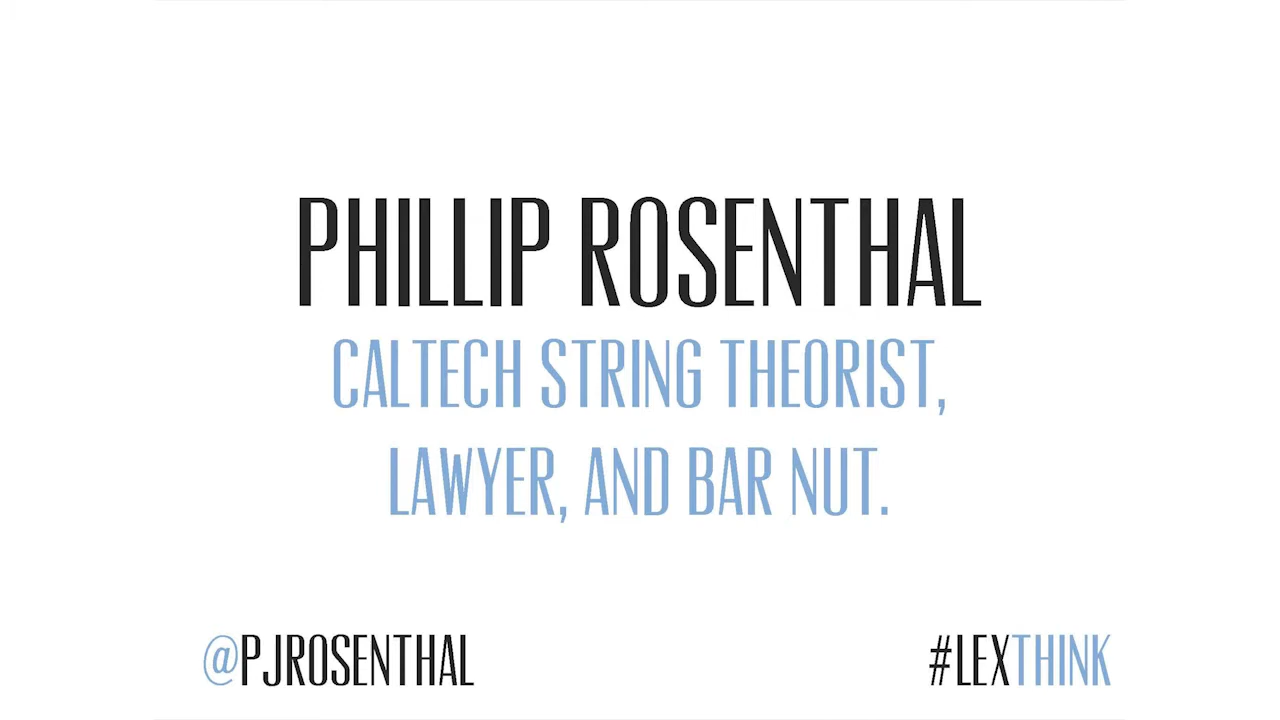 PHILLIP ROSENTHAL
CALTECH STRING THEORIST,
LAWYER, AND BAR NUT.
@PJROSENTHAL
#LEXTHINK